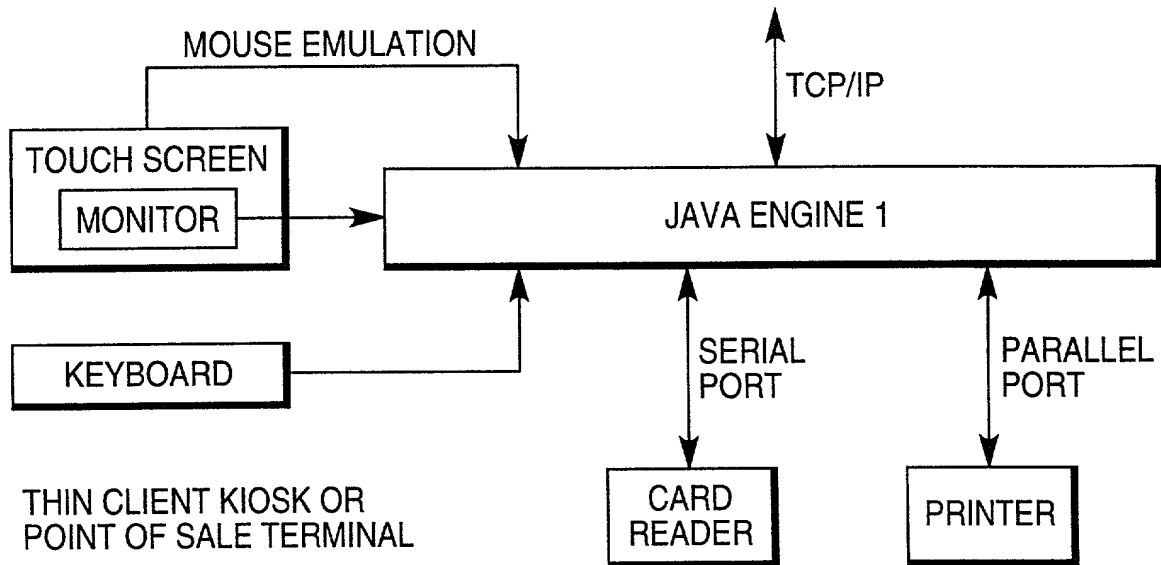 MOUSE EMULATION
TCP/IP
TOUCH SCREEN
MONITOR
JAVA ENGINE 1
KEYBOARD
SERIAL
PORT
PARALLEL
PORT
CARD
READER
PRINTER
THIN CLIENT KIOSK OR
POINT OF SALE TERMINAL